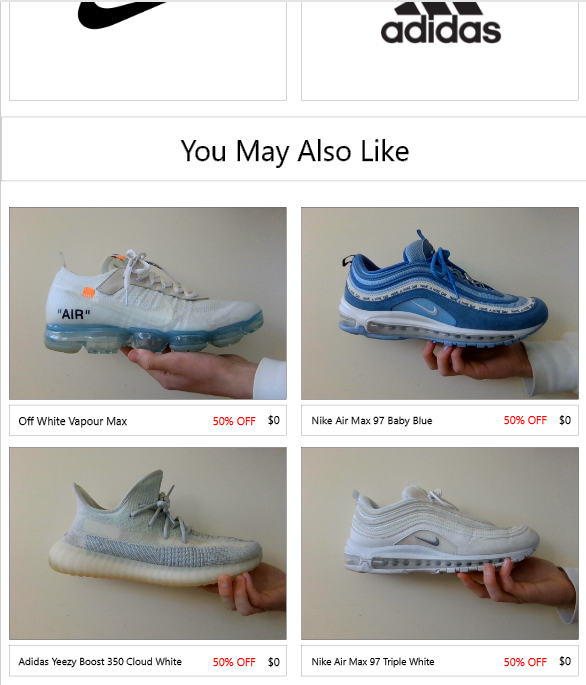 adidas
You May Also Like
"AIR"
Off White Vapour Max 50% OFF $0
Nike Air Max 97 Baby Blue 50% OFF $0
Adidas Yeezy Boost 350 Cloud White 50% OFF $0
Nike Air Max 97 Triple White 50% OFF $0